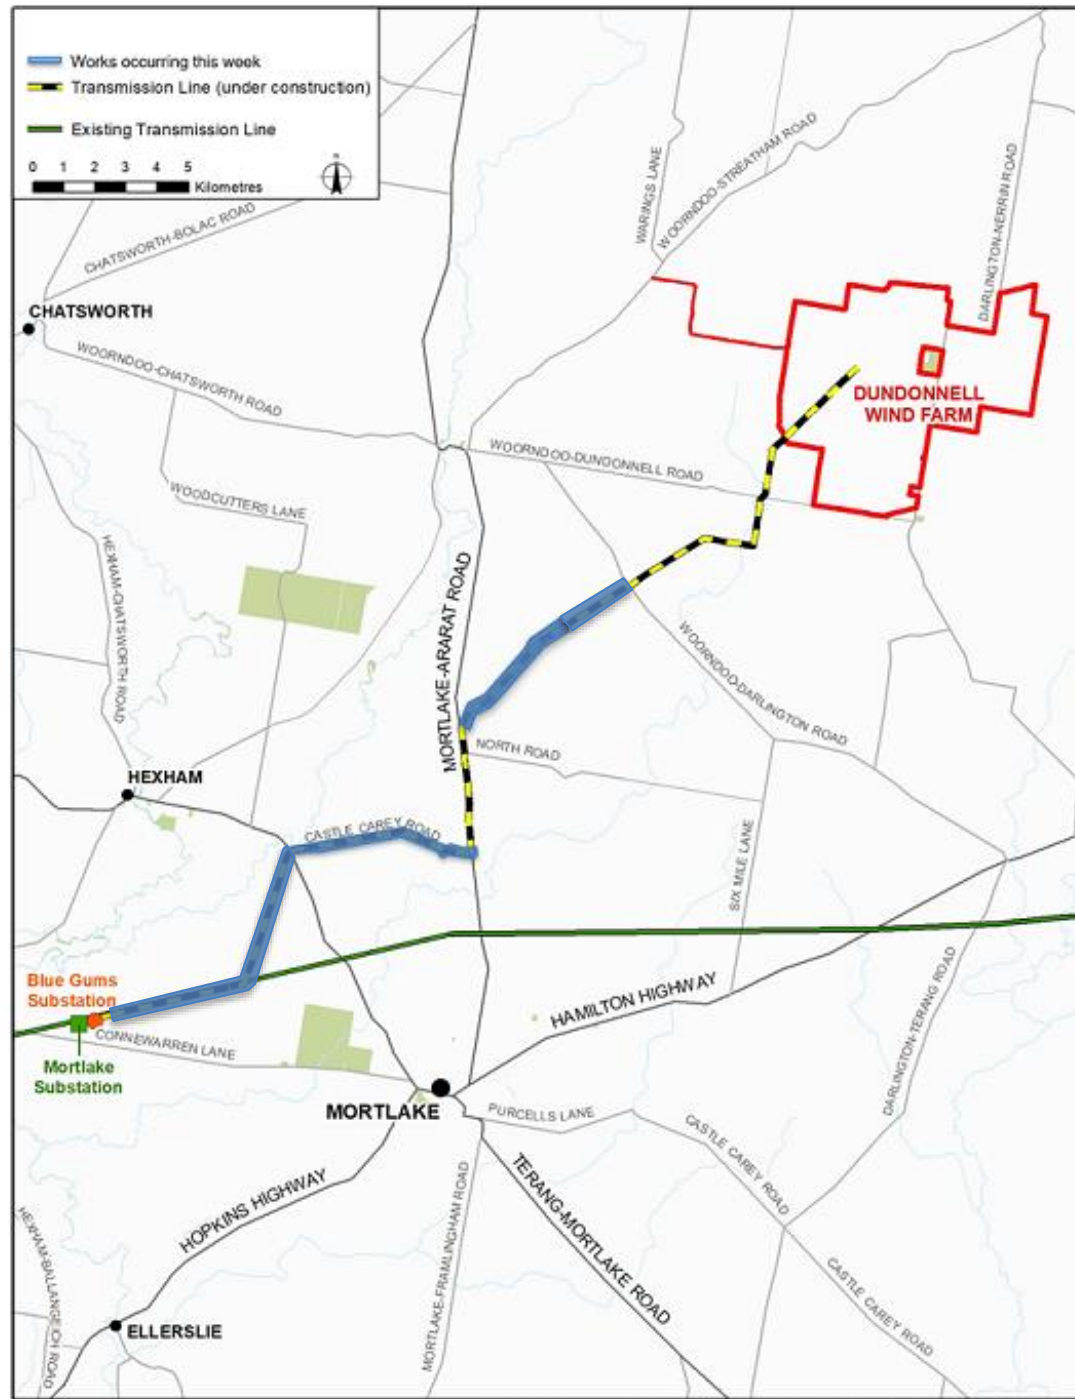 Works occurring this week
Transmission Line (under construction)
Existing Transmission Line
0 1 2 3 4 5
Kilometres
N
WARINGS LANE
WOORNDOO-STREATHAM ROAD
DARLINGTON-NERRIN ROAD
CHATSWORTH-BOLAC ROAD
CHATSWORTH
WOORNDOO-CHATSWORTH ROAD
DUNDONNELL
WIND FARM
WOORNDOO-DUNDONNELL ROAD
WOODCUTTERS LANE
HEXHAM-CHATSWORTH ROAD
MORTLAKE-ARARAT ROAD
WOORNDOO-DARLINGTON ROAD
NORTH ROAD
HEXHAM
CASTLE CAREY ROAD
SIX MILE LANE
Blue Gums
Substation
HAMILTON HIGHWAY
DARLINGTON-TERANG ROAD
CONNEWARREN LANE
Mortlake
Substation
MORTLAKE
PURCELLS LANE
CASTLE CAREY ROAD
HOPKINS HIGHWAY
TERANG-MORTLAKE ROAD
MORTLAKE-FRAMLINGHAM ROAD
HEXHAM-BALLANGEICH ROAD
CASTLE CAREY ROAD
ELLERSLIE